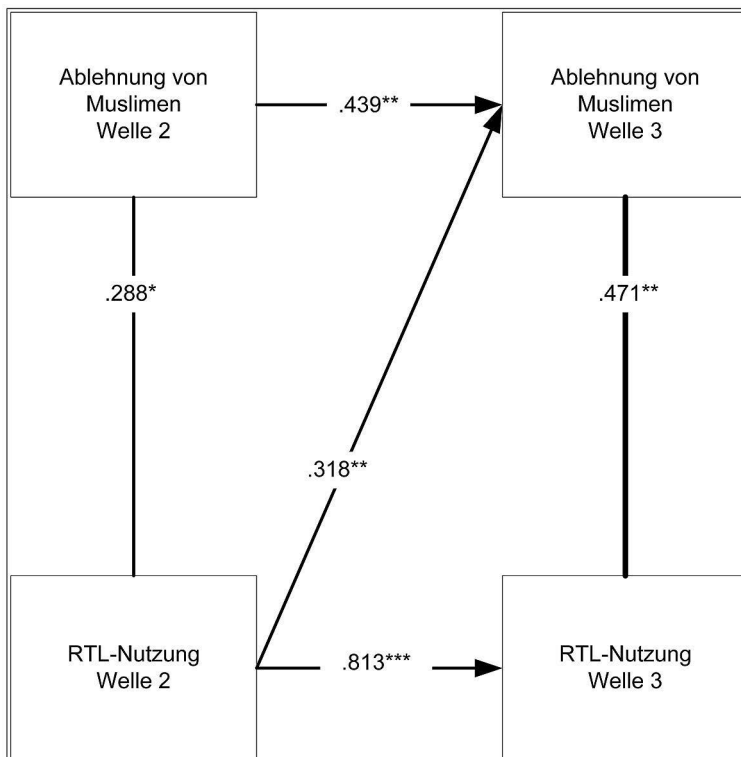 Ablehnung von
Muslimen
Welle 2
.439**
Ablehnung von
Muslimen
Welle 3
.288*
.471**
.318**
RTL-Nutzung
Welle 2
.813***
RTL-Nutzung
Welle 3